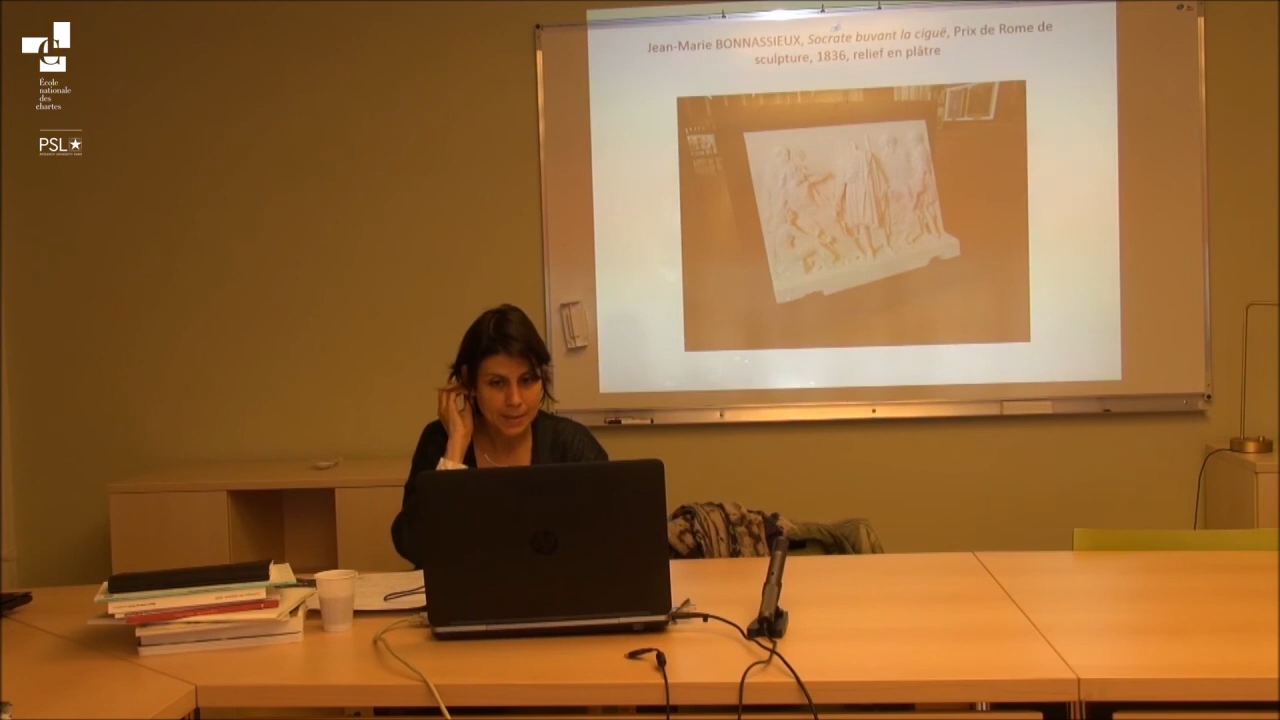 École
nationale
des
chartes
PSL
Jean-Marie BONNASSIEUX, Socrate buvant la ciguë, Prix de Rome de
sculpture, 1836, relief en plâtre
hp